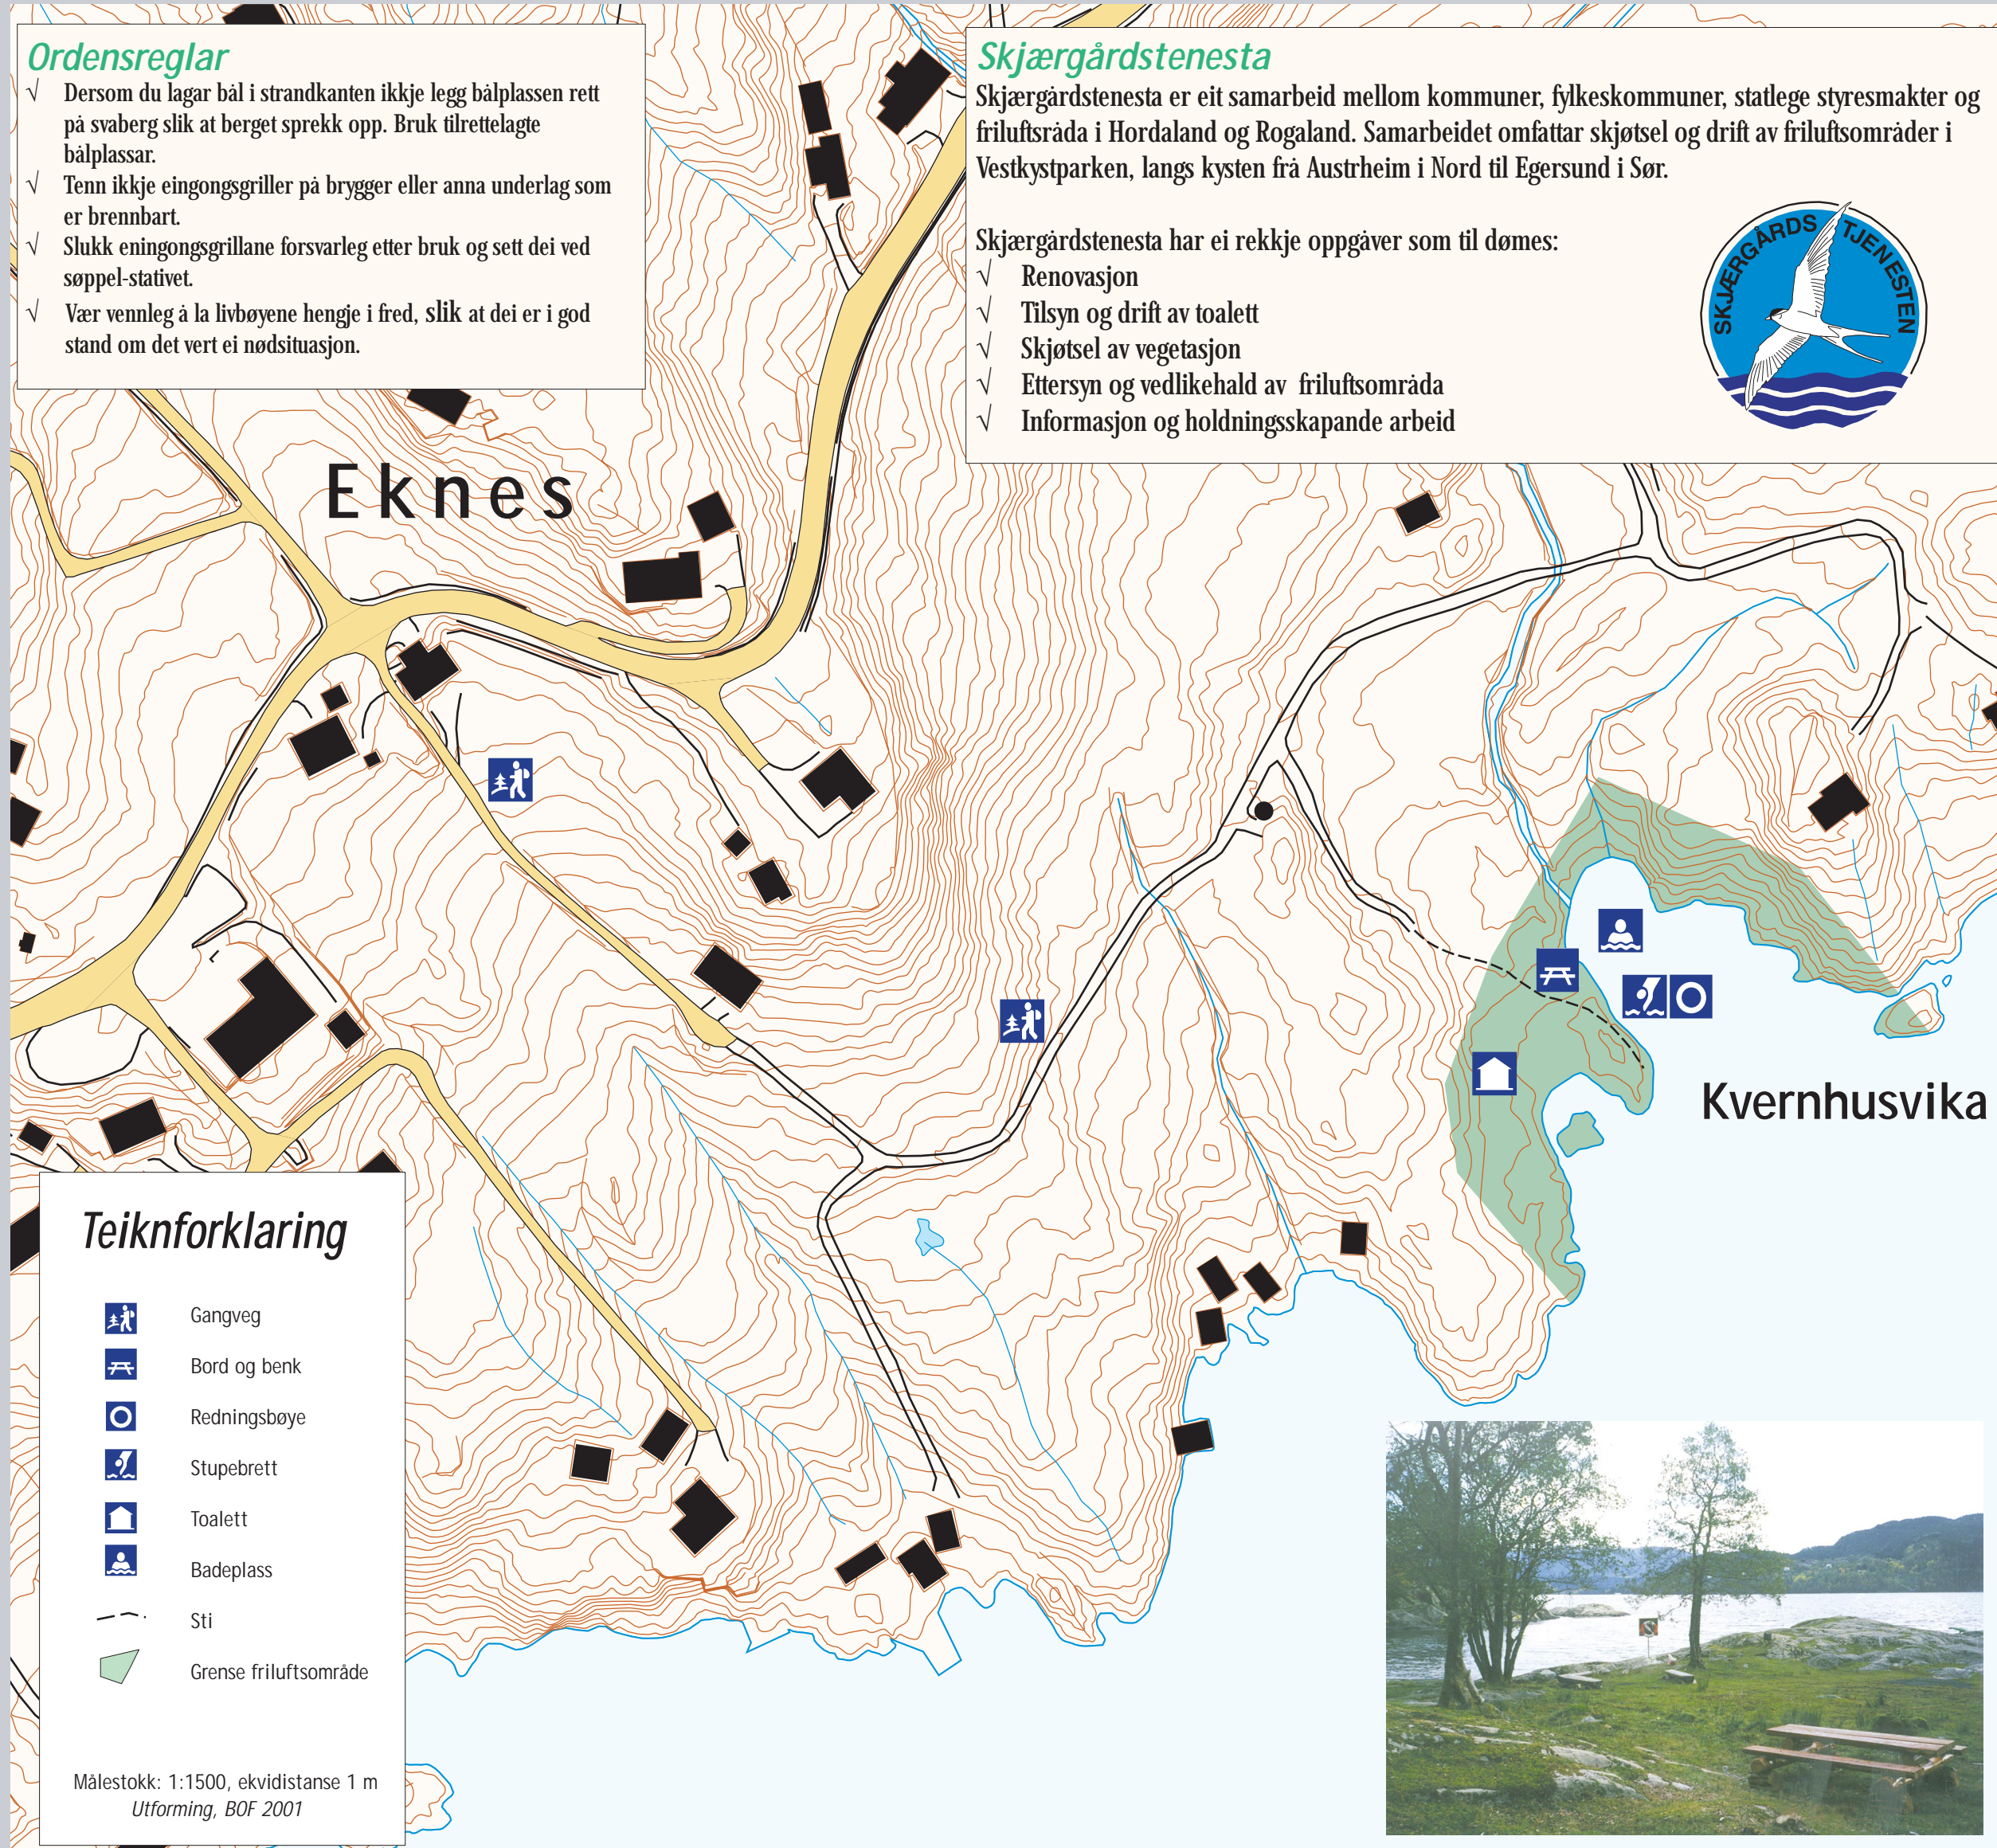 Ordensreglar
√ Dersom du lagar bål i strandkanten ikkje legg bålplassen rett
på svaberg slik at berget sprekk opp. Bruk tilrettelagte
bålplassar.
√ Tenn ikkje eingongsgriller på brygger eller anna underlag som
er brennbart.
√ Slukk eningongsgrillane forsvarleg etter bruk og sett dei ved
søppel-stativet.
√ Vær vennleg å la livbøyene hengje i fred, slik at dei er i god
stand om det vert ei nødsituasjon.
Skjærgårdstenesta
Skjærgårdstenesta er eit samarbeid mellom kommuner, fylkeskommuner, statlege styresmakter og
friluftsråda i Hordaland og Rogaland. Samarbeidet omfattar skjøtsel og drift av friluftsområder i
Vestkystparken, langs kysten frå Austrheim i Nord til Egersund i Sør.
Skjærgårdstenesta har ei rekkje oppgåver som til dømes:
√ Renovasjon
√ Tilsyn og drift av toalett
√ Skjøtsel av vegetasjon
√ Ettersyn og vedlikehald av friluftsområda
√ Informasjon og holdningsskapande arbeid
SKJÆRGÅRDS TJENESTEN
Eknes
Kvernhusvika
Teiknforklaring
Gangveg
Bord og benk
Redningsbøye
Stupebrett
Toalett
Badeplass
Sti
Grense friluftsområde
Målestokk: 1:1500, ekvidistanse 1 m
Utforming, BOF 2001